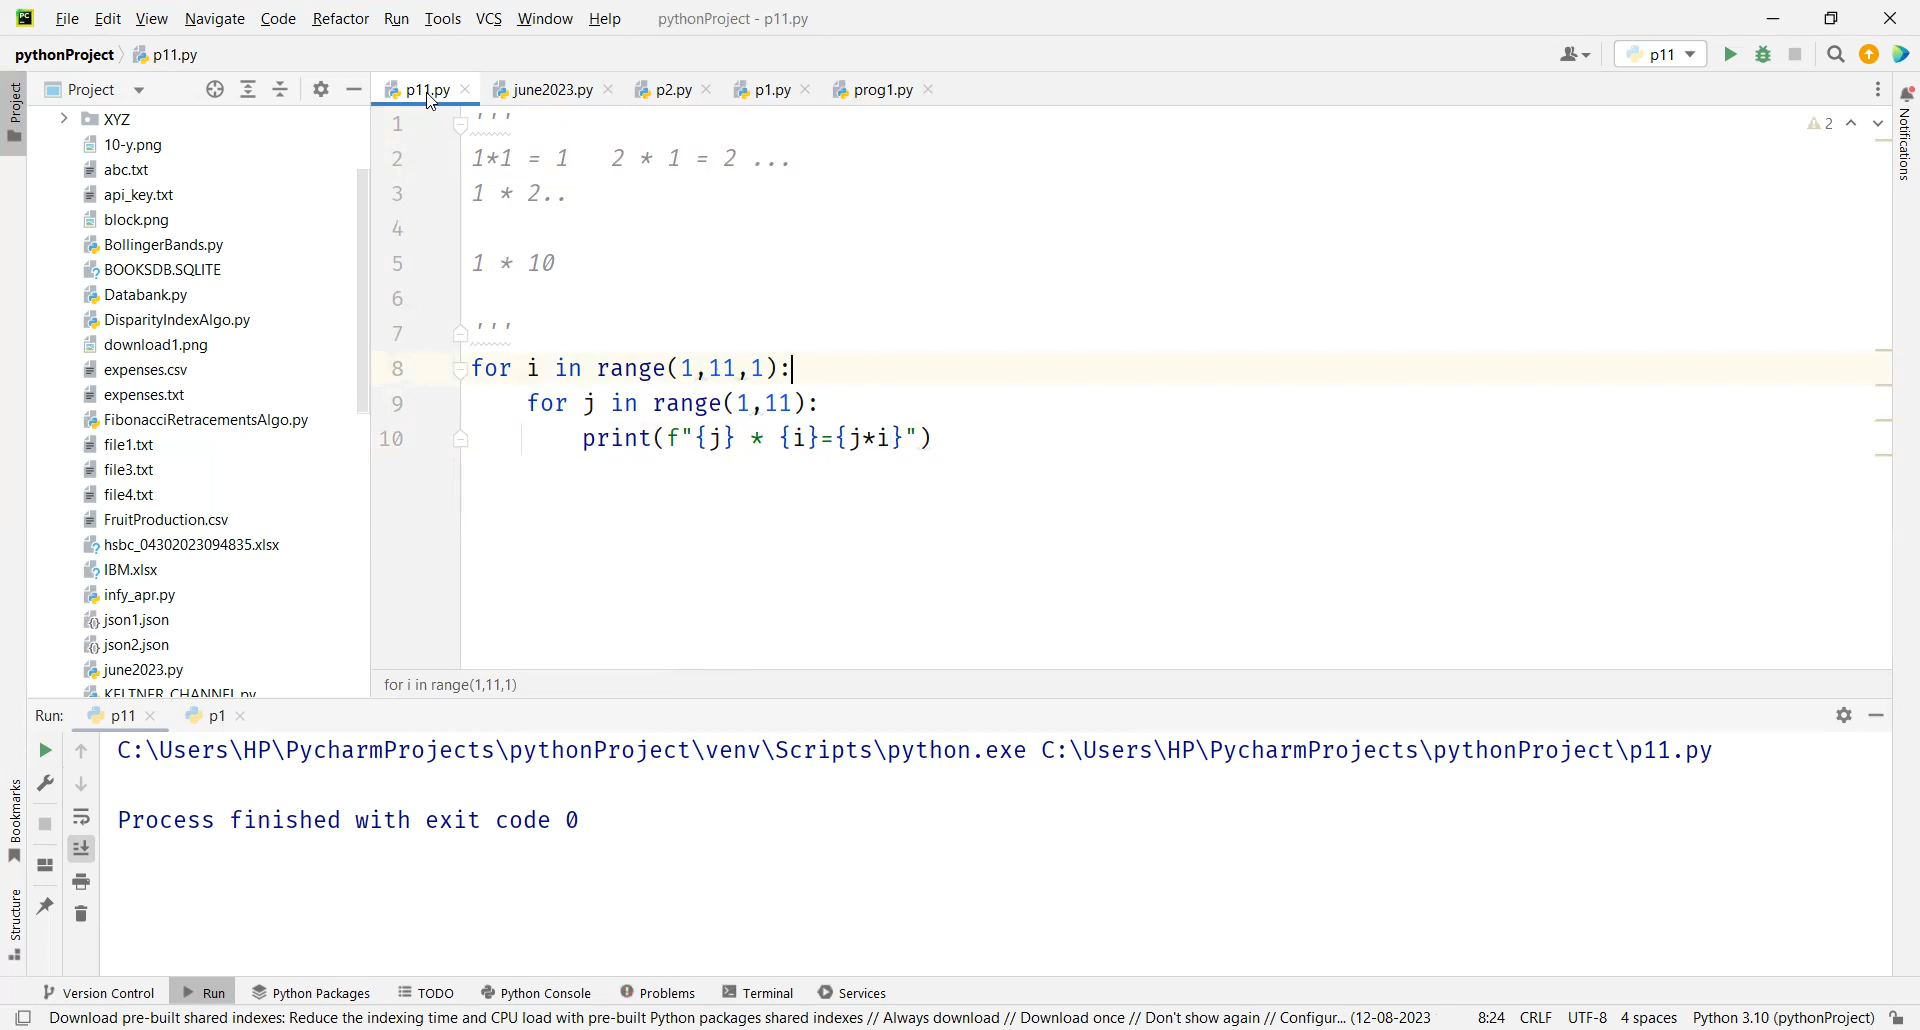 PC File Edit View Navigate Code Refactor Run Tools VCS Window Help pythonProject - p11.py
pythonProject p11.py p11
Project
Project
p11.py june2023.py p2.py p1.py prog1.py
XYZ
10-y.png
abc.txt
api_key.txt
block.png
BollingerBands.py
BOOKSDB.SQLITE
Databank.py
DisparityIndexAlgo.py
download1.png
expenses.csv
expenses.txt
FibonacciRetracementsAlgo.py
file1.txt
file3.txt
file4.txt
FruitProduction.csv
hsbc_04302023094835.xlsx
IBM.xlsx
infy_apr.py
json1.json
json2.json
june2023.py
KELTNER_CHANNEL.py
1 '''
2 1*1 = 1   2 * 1 = 2 ...
3 1 * 2..
4
5 1 * 10
6
7 '''
8 for i in range(1,11,1):
9     for j in range(1,11):
10         print(f"{j} * {i}={j*i}")
2
Notifications
for i in range(1,11,1)
Run: p11 p1
C:\Users\HP\PycharmProjects\pythonProject\venv\Scripts\python.exe C:\Users\HP\PycharmProjects\pythonProject\p11.py
Process finished with exit code 0
Bookmarks
Structure
Version Control Run Python Packages TODO Python Console Problems Terminal Services
Download pre-built shared indexes: Reduce the indexing time and CPU load with pre-built Python packages shared indexes // Always download // Download once // Don't show again // Configur... (12-08-2023 8:24 CRLF UTF-8 4 spaces Python 3.10 (pythonProject)